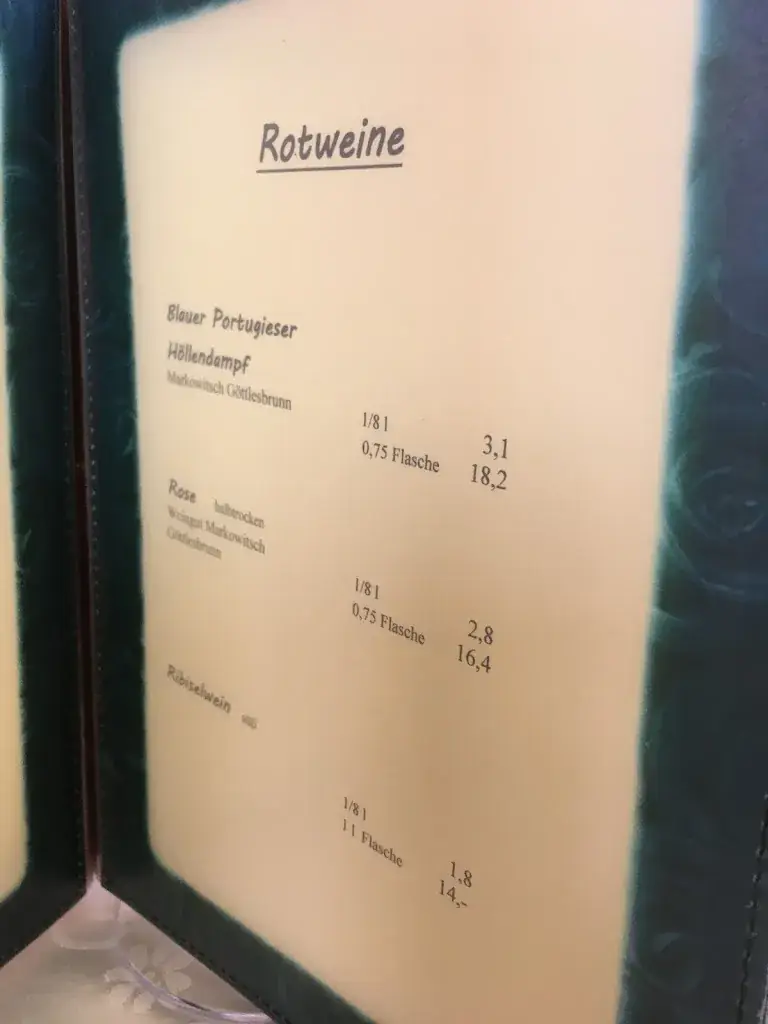 Rotweine
Blauer Portugieser
Höllendampf
Markowitsch Göttlesbrunn
1/8 l 3,1
0,75 Flasche 18,2
Rose halbtrocken
Weingut Markowitsch
Göttlesbrunn
1/8 l 2,8
0,75 Flasche 16,4
Ribiselwein süß
1/8 l 1,8
1 l Flasche 14,-